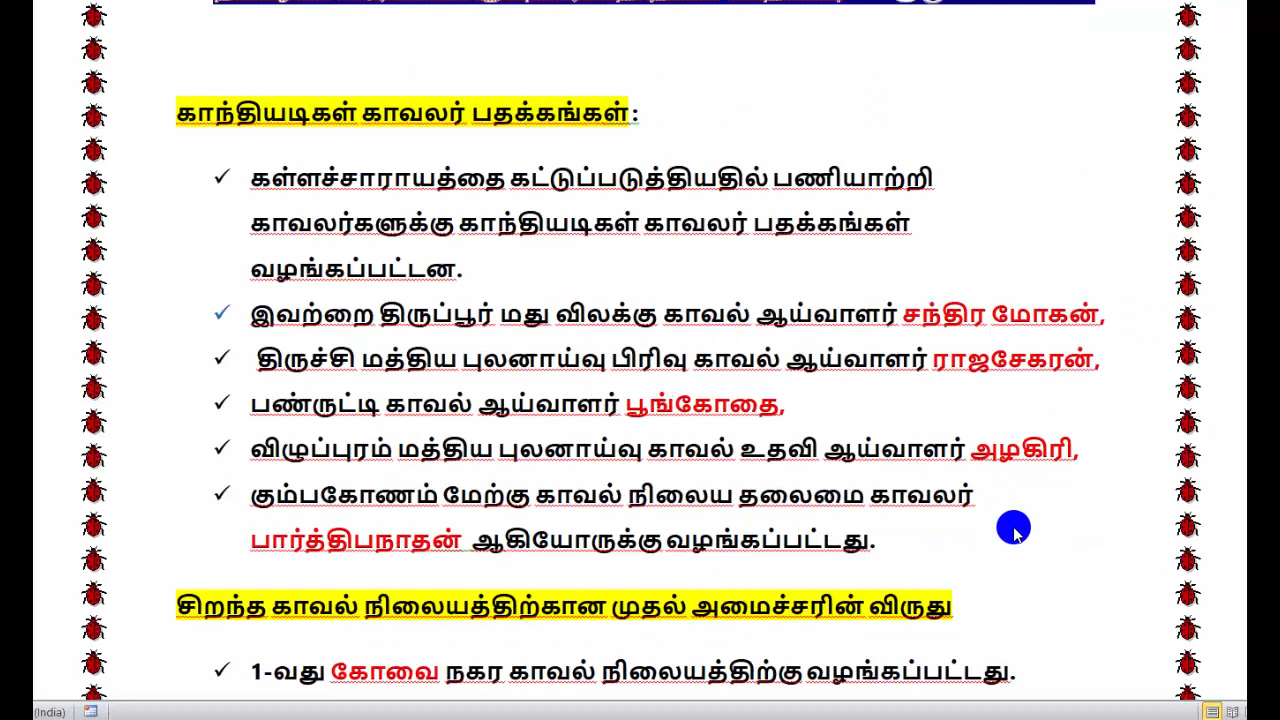 காந்தியடிகள் காவலர் பதக்கங்கள் :
கள்ளச்சாராயத்தை கட்டுப்படுத்தியதில் பணியாற்றி
காவலர்களுக்கு காந்தியடிகள் காவலர் பதக்கங்கள்
வழங்கப்பட்டன.
இவற்றை திருப்பூர் மது விலக்கு காவல் ஆய்வாளர் சந்திர மோகன்,
திருச்சி மத்திய புலனாய்வு பிரிவு காவல் ஆய்வாளர் ராஜசேகரன்,
பண்ருட்டி காவல் ஆய்வாளர் பூங்கோதை,
விழுப்புரம் மத்திய புலனாய்வு காவல் உதவி ஆய்வாளர் அழகிரி,
கும்பகோணம் மேற்கு காவல் நிலைய தலைமை காவலர்
பார்த்திபநாதன் ஆகியோருக்கு வழங்கப்பட்டது.
சிறந்த காவல் நிலையத்திற்கான முதல் அமைச்சரின் விருது
1-வது கோவை நகர காவல் நிலையத்திற்கு வழங்கப்பட்டது.
(India)